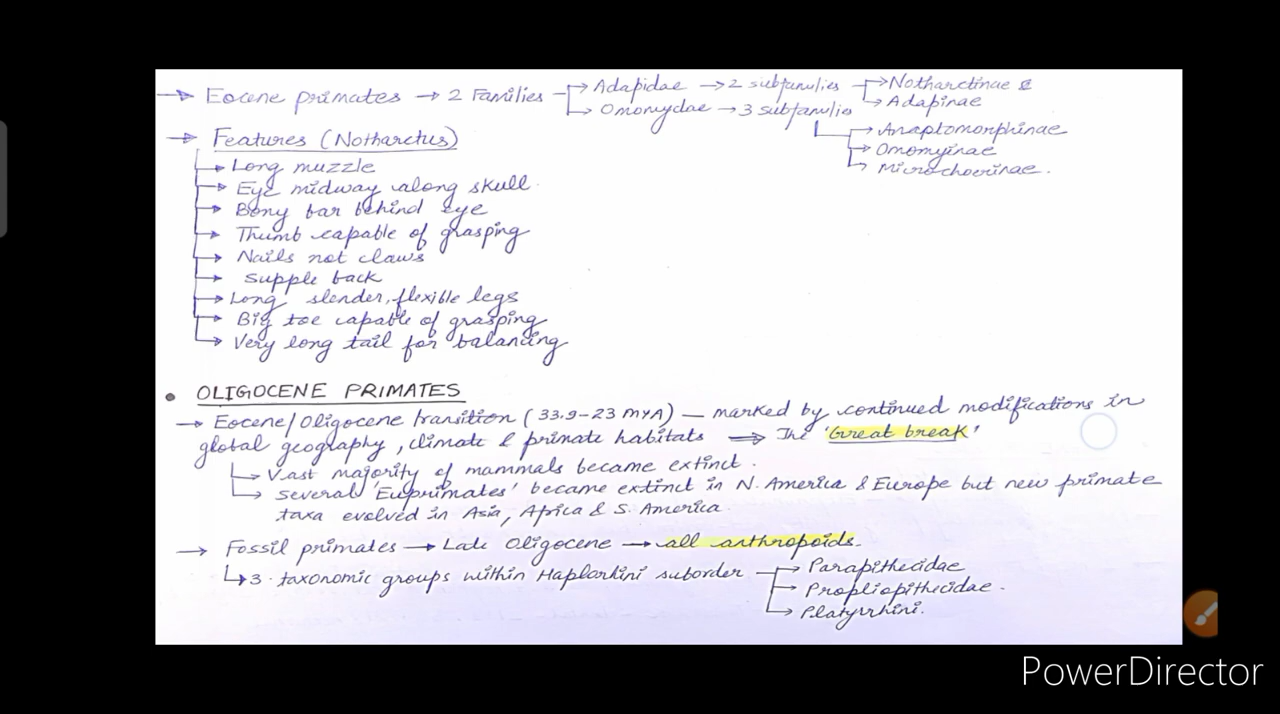 → Eocene primates → 2 Families → Adapidae → 2 subfamilies → Notharctinae &
→ Adapinae
→ Omomydae → 3 subfamilies
→ Anaptomorphinae
→ Omomyinae
→ Microchoerinae.
→ Features (Notharctus)
→ Long muzzle
→ Eye midway along skull
→ Bony bar behind eye
→ Thumb capable of grasping
→ Nails not claws
→ Supple back
→ Long slender, flexible legs
→ Big toe capable of grasping
→ Very long tail for balancing
• OLIGOCENE PRIMATES
→ Eocene/Oligocene transition (33.9-23 MYA) — marked by continued modifications in
global geography, climate & primate habitats ⇒ The 'Great break'
→ Vast majority of mammals became extinct.
→ Several 'Euprimates' became extinct in N. America & Europe but new primate
taxa evolved in Asia, Africa & S. America
→ Fossil primates → Late Oligocene → all anthropoids.
→ 3 taxonomic groups within Haplorhini suborder → Parapithecidae
→ Propliopithecidae.
→ Platyrrhini.
PowerDirector